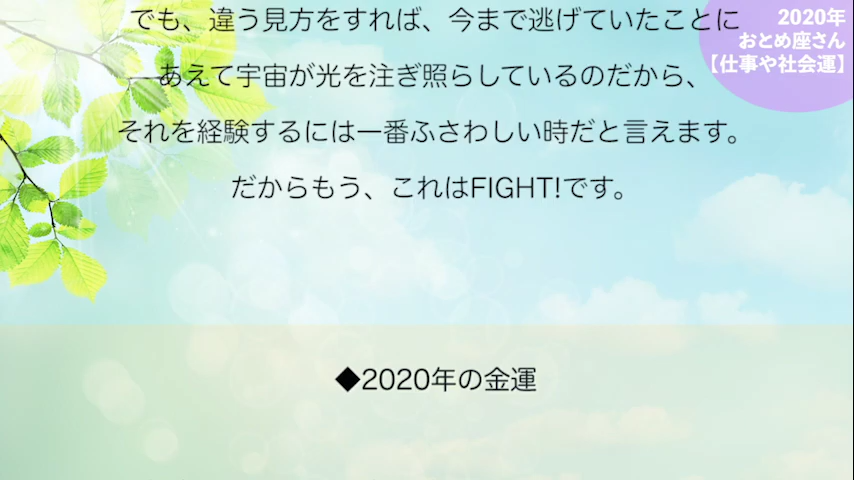 でも、違う見方をすれば、今まで逃げていたことに
あえて宇宙が光を注ぎ照らしているのだから、
それを経験するには一番ふさわしい時だと言えます。
だからもう、これはFIGHT!です。
2020年
おとめ座さん
【仕事や社会運】
◆2020年の金運